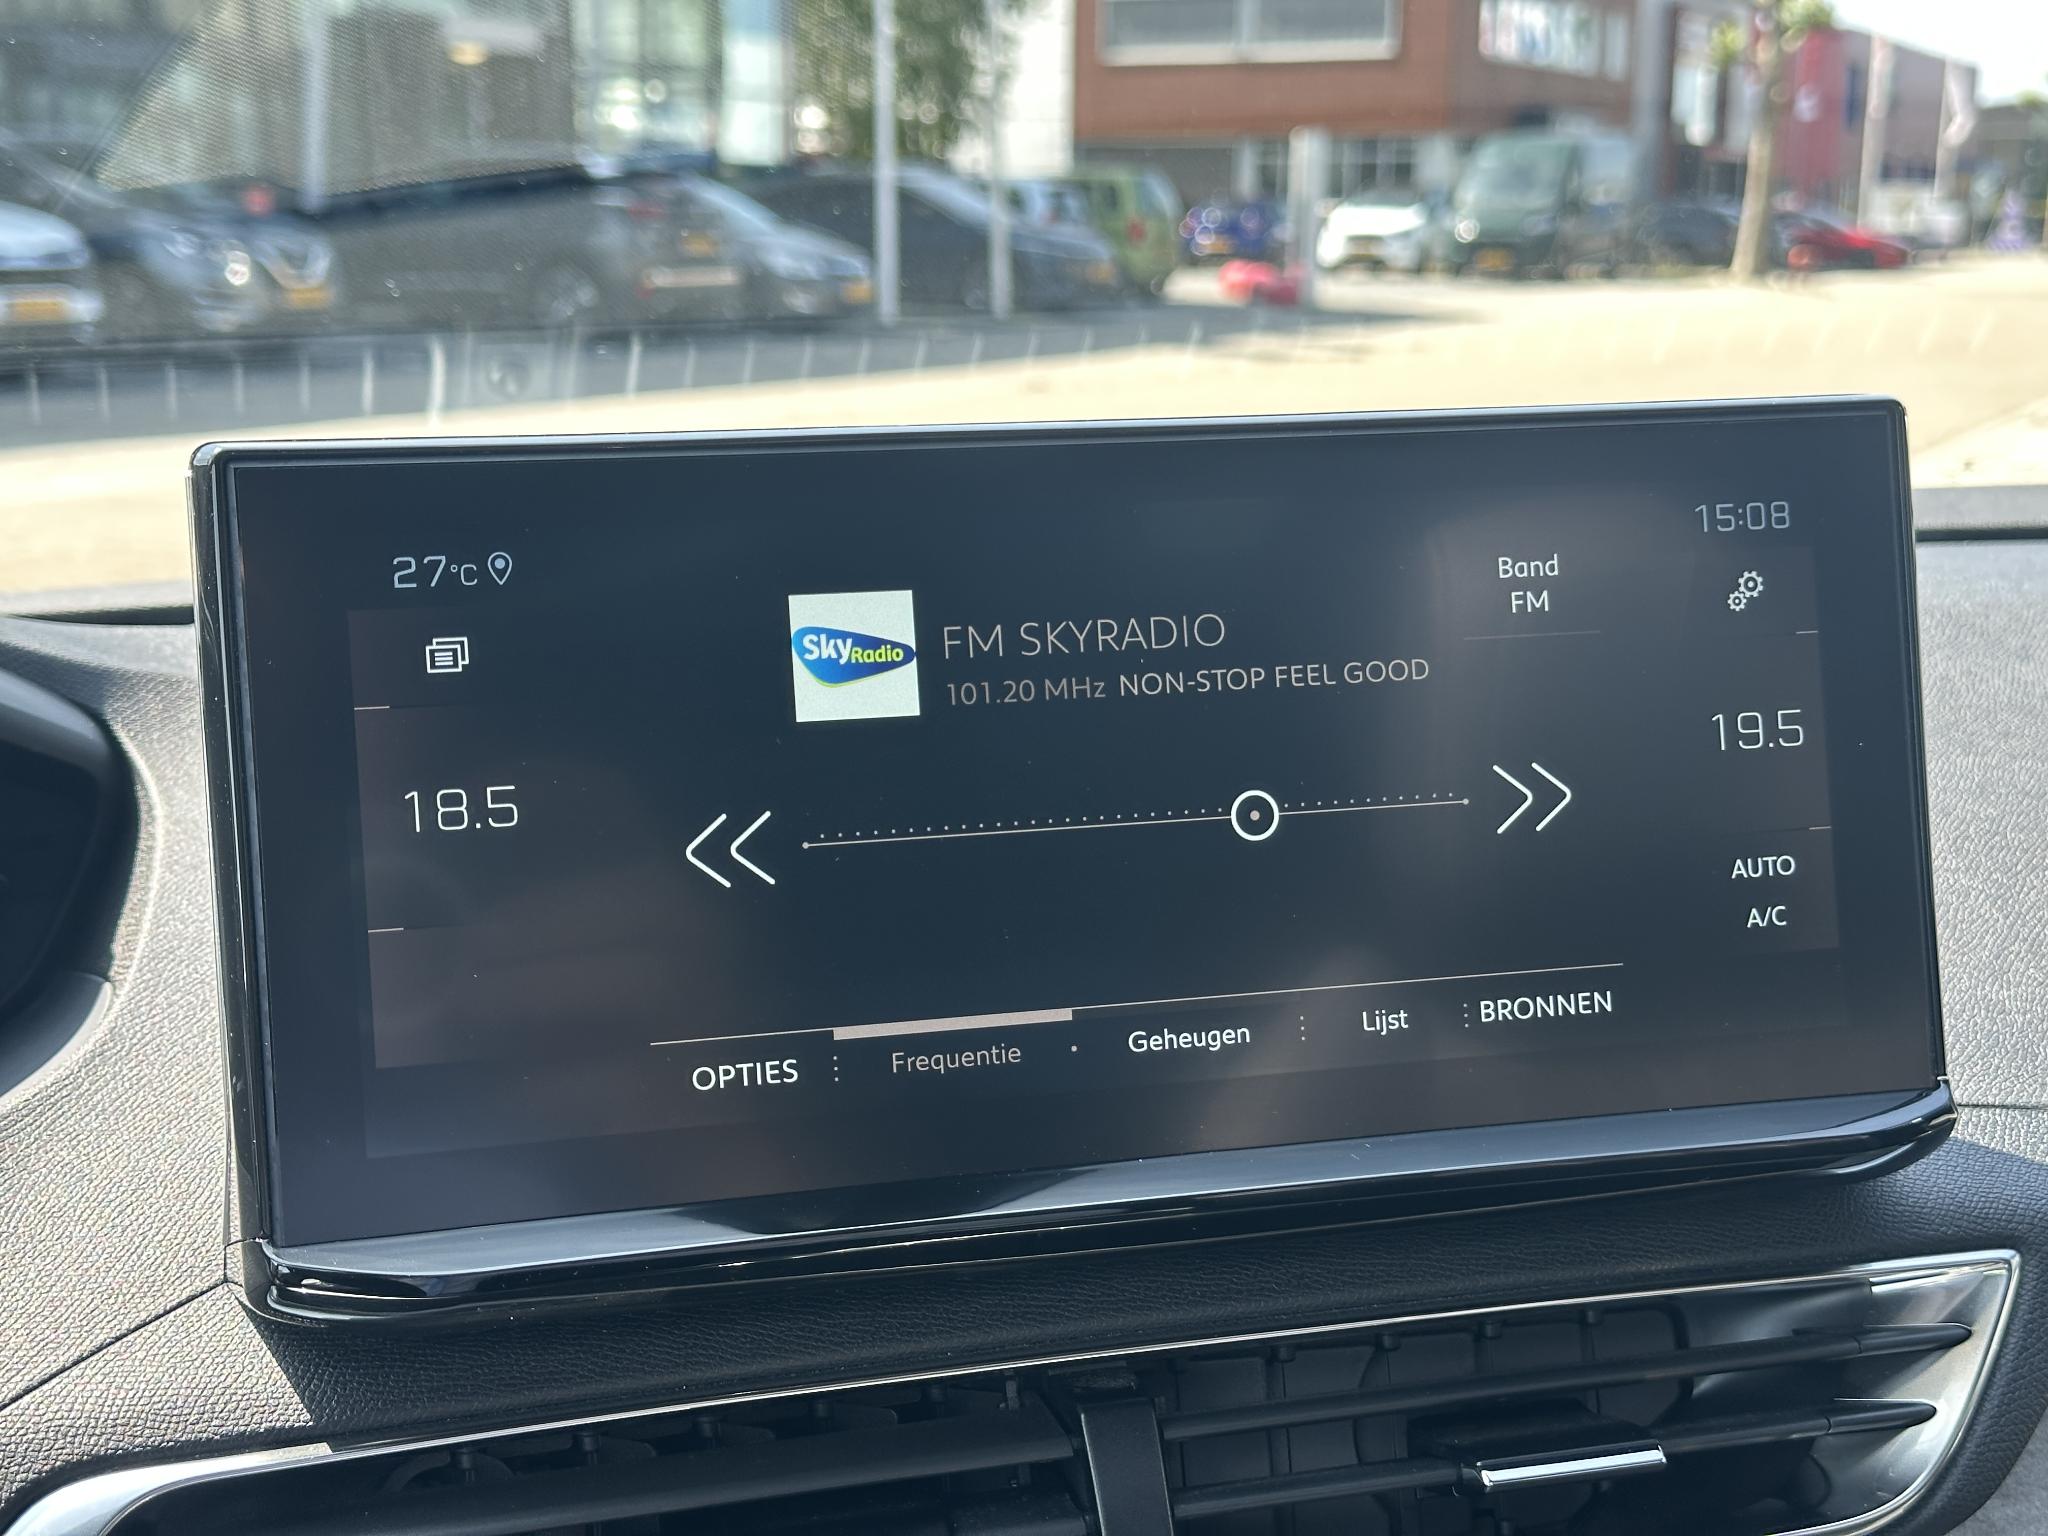 15:08
27°C
Band
FM
Sky Radio
FM SKYRADIO
101.20 MHz NON-STOP FEEL GOOD
18.5
19.5
AUTO
A/C
OPTIES
Frequentie
Geheugen
Lijst
BRONNEN